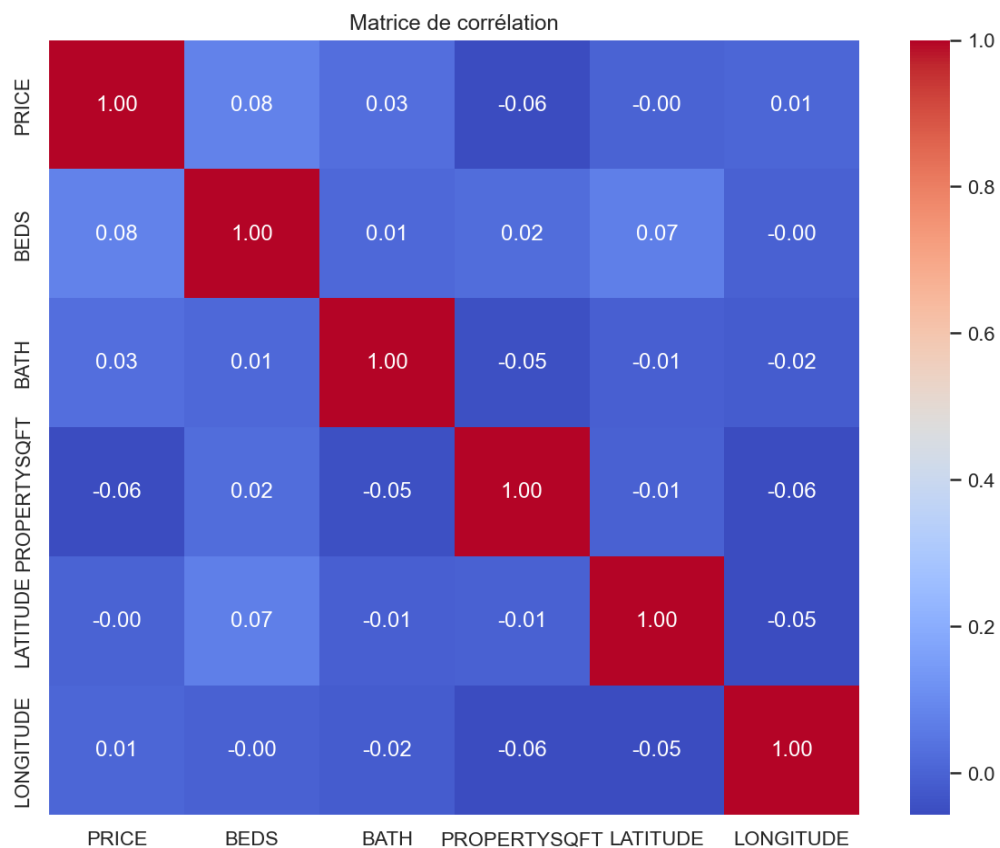 Matrice de corrélation
PRICE 1.00 0.08 0.03 -0.06 -0.00 0.01
BEDS 0.08 1.00 0.01 0.02 0.07 -0.00
BATH 0.03 0.01 1.00 -0.05 -0.01 -0.02
PROPERTYSQFT -0.06 0.02 -0.05 1.00 -0.01 -0.06
LATITUDE -0.00 0.07 -0.01 -0.01 1.00 -0.05
LONGITUDE 0.01 -0.00 -0.02 -0.06 -0.05 1.00
PRICE BEDS BATH PROPERTYSQFT LATITUDE LONGITUDE
1.0
0.8
0.6
0.4
0.2
0.0